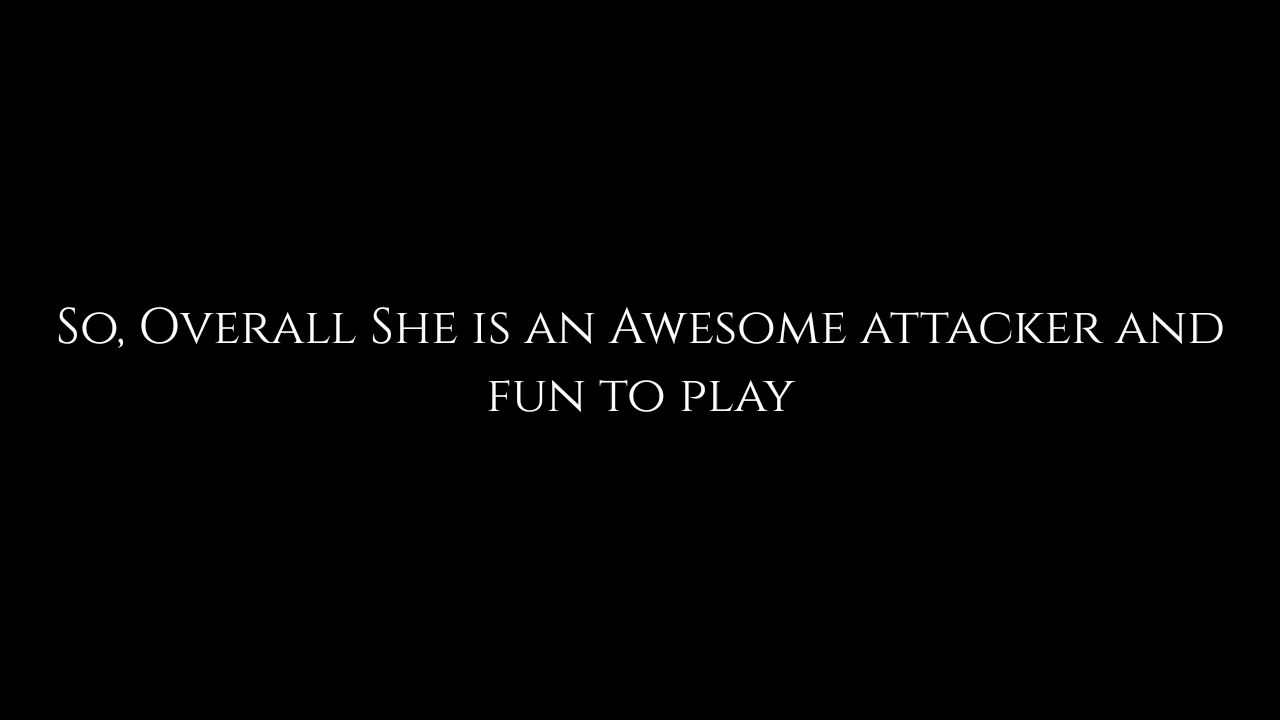 So, Overall She is an Awesome attacker and
fun to play